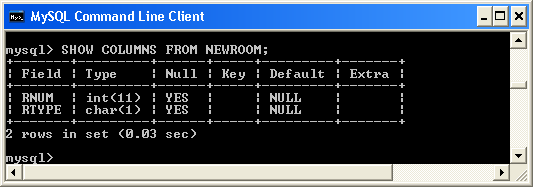 MySQL Command Line Client
mysql> SHOW COLUMNS FROM NEWROOM;
+-------+---------+------+-----+---------+-------+
| Field | Type    | Null | Key | Default | Extra |
+-------+---------+------+-----+---------+-------+
| RNUM  | int(11) | YES  |     | NULL    |       |
| RTYPE | char(1) | YES  |     | NULL    |       |
+-------+---------+------+-----+---------+-------+
2 rows in set (0.03 sec)
mysql>